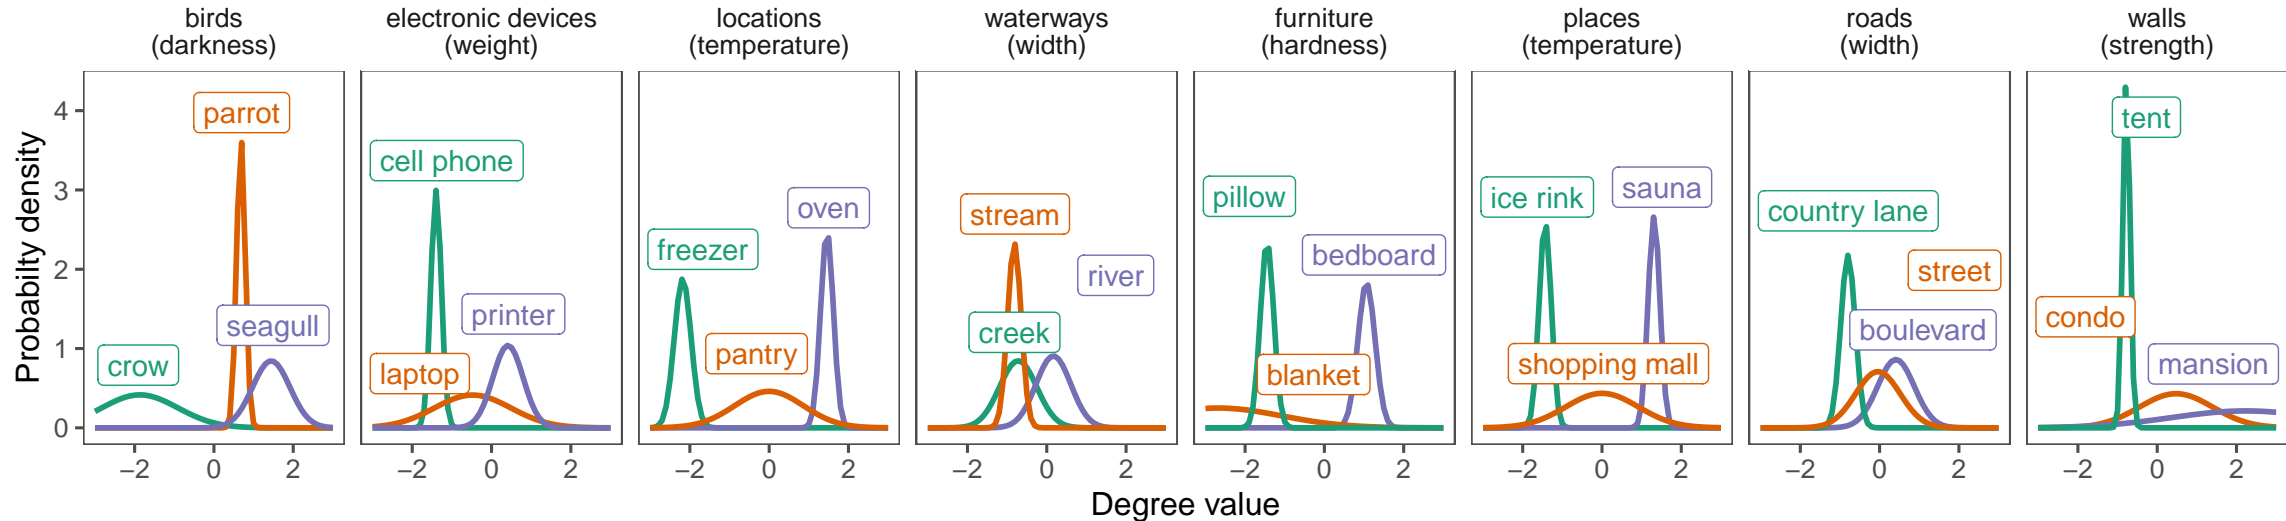 birds
(darkness)
electronic devices
(weight)
locations
(temperature)
waterways
(width)
furniture
(hardness)
places
(temperature)
roads
(width)
walls
(strength)
Probabilty density
4
3
2
1
0
parrot
seagull
crow
cell phone
printer
laptop
oven
freezer
pantry
stream
river
creek
pillow
bedboard
blanket
sauna
ice rink
shopping mall
country lane
street
boulevard
tent
condo
mansion
−2 0 2
−2 0 2
−2 0 2
−2 0 2
−2 0 2
−2 0 2
−2 0 2
−2 0 2
Degree value